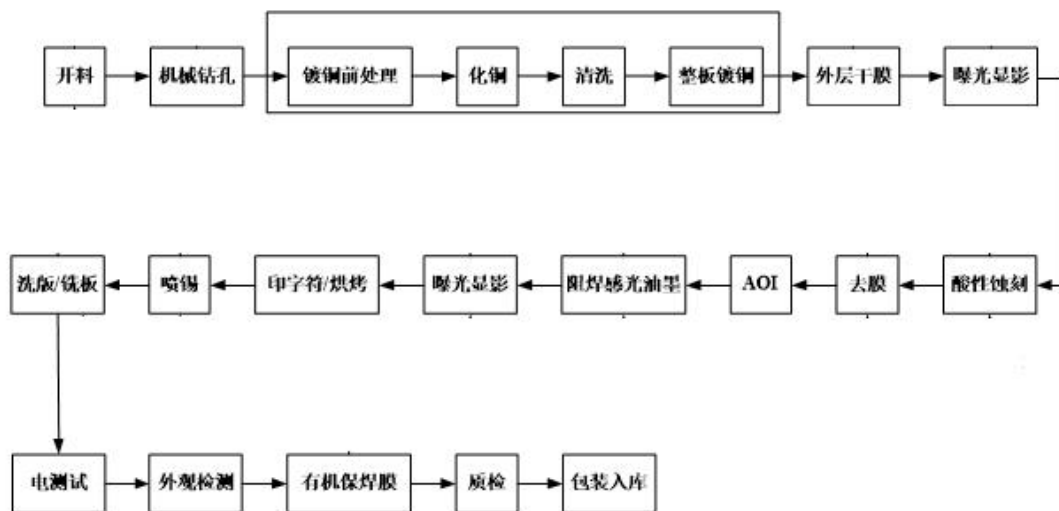 开料
机械钻孔
镀铜前处理
化铜
清洗
整板镀铜
外层干膜
曝光显影
酸性蚀刻
去膜
AOI
阻焊感光油墨
曝光显影
印字符/烘烤
喷锡
洗版/铣板
电测试
外观检测
有机保焊膜
质检
包装入库